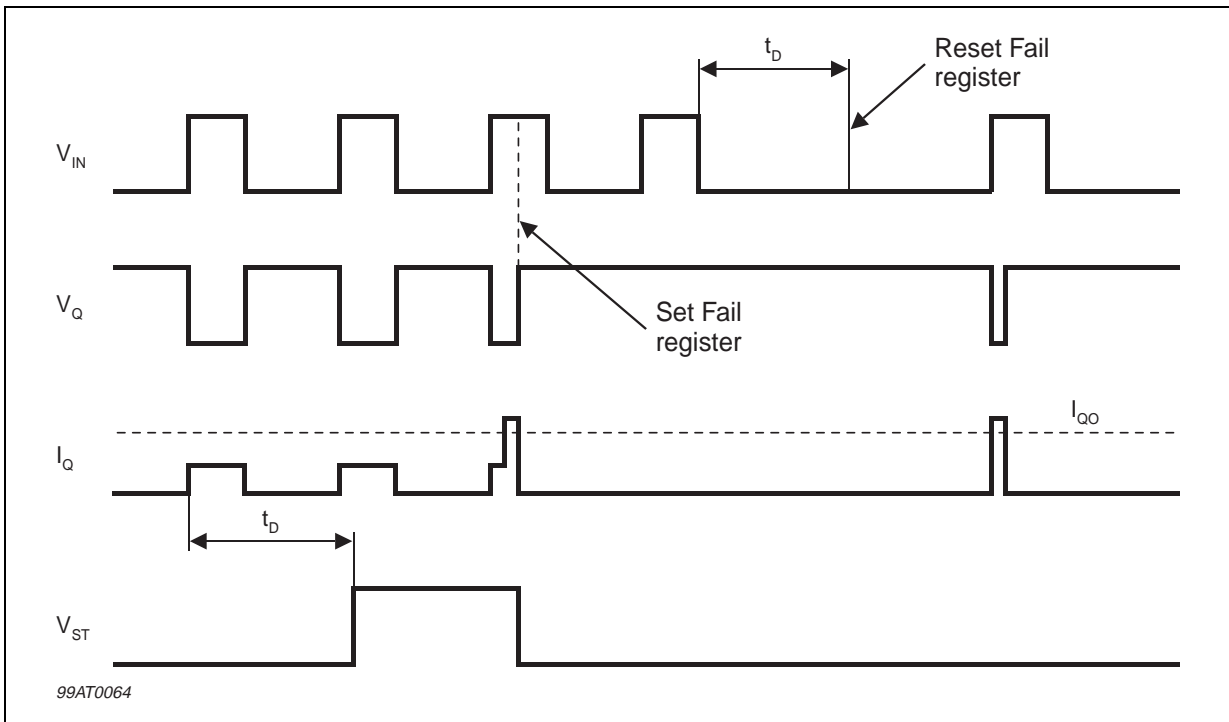 t_D
Reset Fail
register
V_IN
V_Q
Set Fail
register
I_QO
I_Q
t_D
V_ST
99AT0064